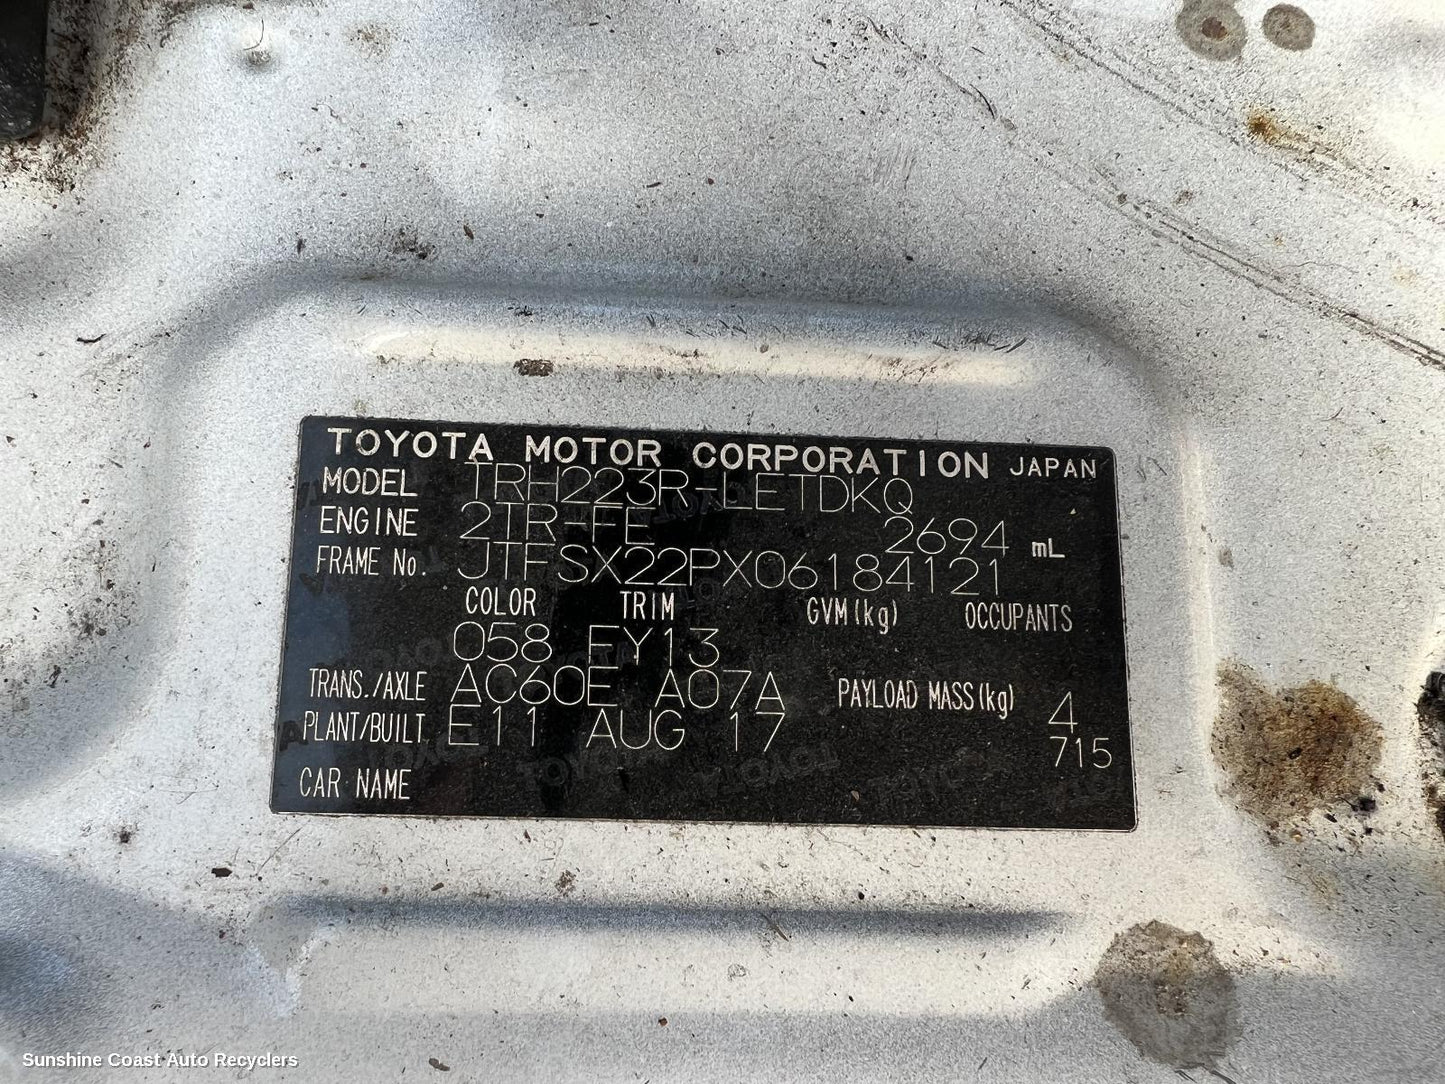 TOYOTA MOTOR CORPORATION JAPAN
MODEL TRH223R-LETDKQ
ENGINE 2TR-FE 2694 mL
FRAME No. JTFSX22PX06184121
COLOR TRIM GVM(kg) OCCUPANTS
058 EY13
TRANS./AXLE AC60E A07A PAYLOAD MASS(kg) 4
PLANT/BUILT E11 AUG 17 715
CAR NAME
Sunshine Coast Auto Recyclers